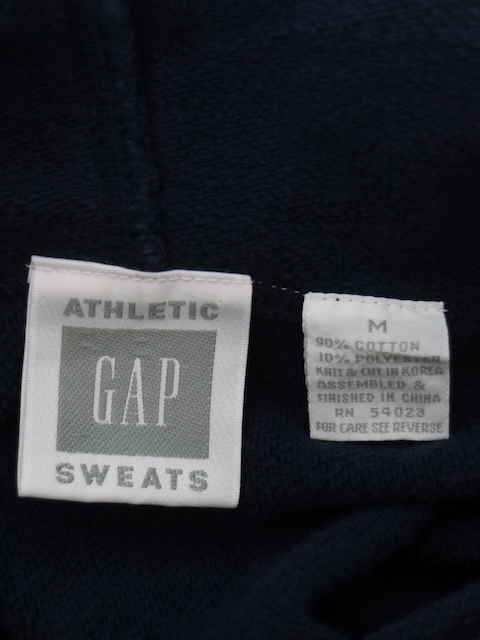 ATHLETIC
GAP
SWEATS
M
90% COTTON
10% POLYESTER
KNIT & CUT IN KOREA
ASSEMBLED &
FINISHED IN CHINA
RN 54023
FOR CARE SEE REVERSE